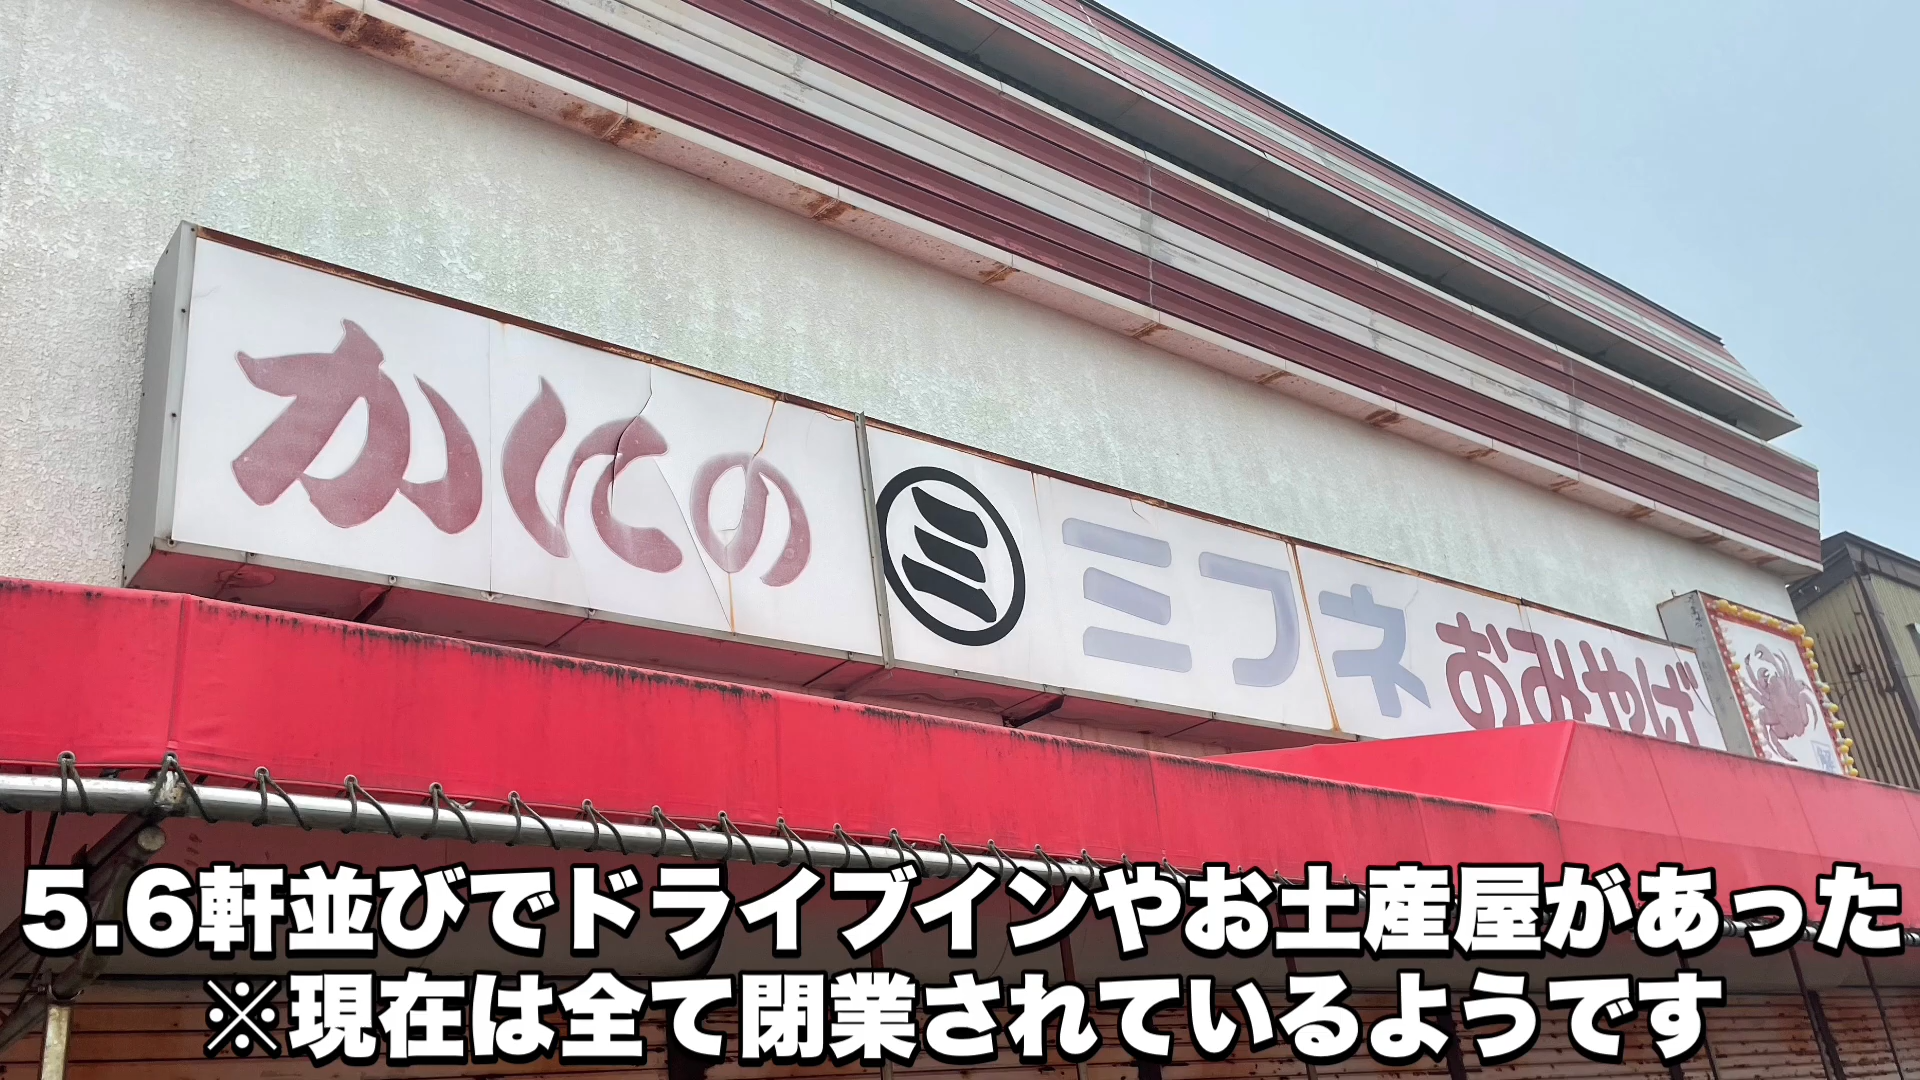 かにの 三 ミフネ おみやげ
5.6軒並びでドライブインやお土産屋があった
※現在は全て閉業されているようです